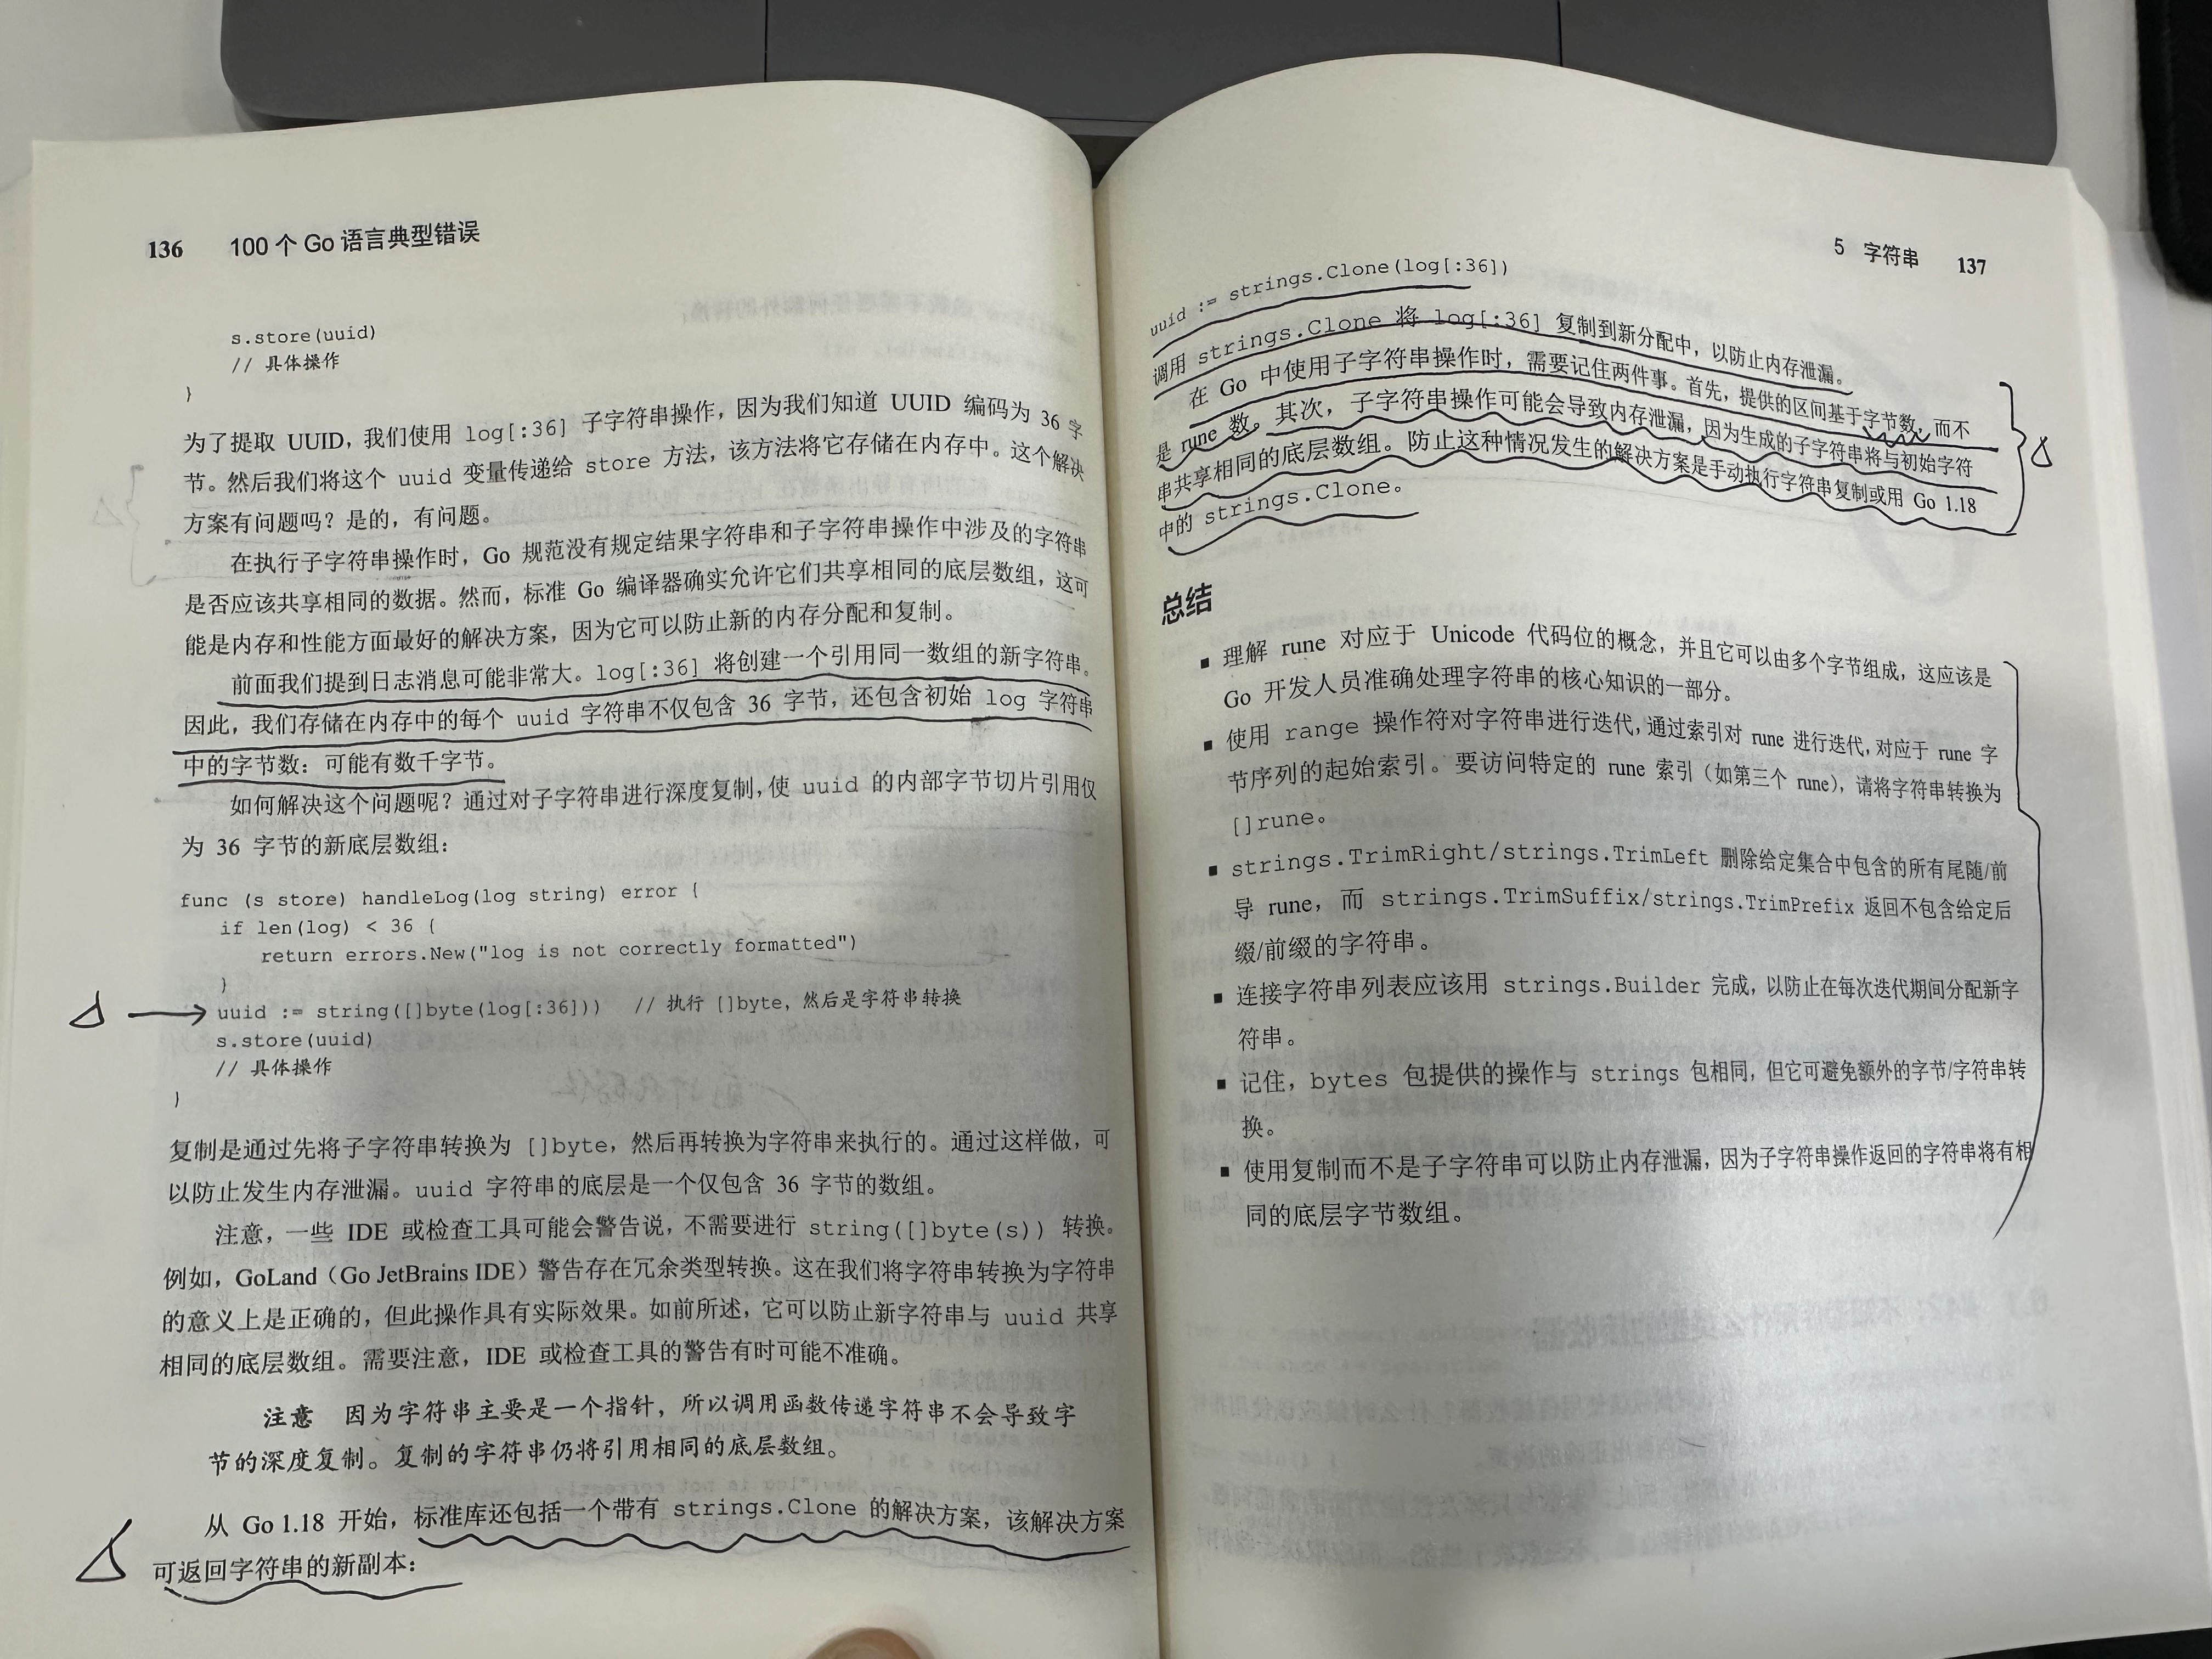 136 100 个 Go 语言典型错误
s.store(uuid)
// 具体操作
}
为了提取 UUID，我们使用 log[:36] 子字符串操作，因为我们知道 UUID 编码为 36 字
节。然后我们将这个 uuid 变量传递给 store 方法，该方法将它存储在内存中。这个解决
方案有问题吗？是的，有问题。
在执行子字符串操作时，Go 规范没有规定结果字符串和子字符串操作中涉及的字符串
是否应该共享相同的数据。然而，标准 Go 编译器确实允许它们共享相同的底层数组，这可
能是内存和性能方面最好的解决方案，因为它可以防止新的内存分配和复制。
前面我们提到日志消息可能非常大。log[:36] 将创建一个引用同一数组的新字符串。
因此，我们存储在内存中的每个 uuid 字符串不仅包含 36 字节，还包含初始 log 字符串
中的字节数：可能有数千字节。
如何解决这个问题呢？通过对子字符串进行深度复制，使 uuid 的内部字节切片引用仅
为 36 字节的新底层数组：
func (s store) handleLog(log string) error {
if len(log) < 36 {
return errors.New("log is not correctly formatted")
}
uuid := string([]byte(log[:36])) // 执行 []byte，然后是字符串转换
s.store(uuid)
// 具体操作
}
复制是通过先将子字符串转换为 []byte，然后再转换为字符串来执行的。通过这样做，可
以防止发生内存泄漏。uuid 字符串的底层是一个仅包含 36 字节的数组。
注意，一些 IDE 或检查工具可能会警告说，不需要进行 string([]byte(s)) 转换。
例如，GoLand（Go JetBrains IDE）警告存在冗余类型转换。这在我们将字符串转换为字符串
的意义上是正确的，但此操作具有实际效果。如前所述，它可以防止新字符串与 uuid 共享
相同的底层数组。需要注意，IDE 或检查工具的警告有时可能不准确。
注意 因为字符串主要是一个指针，所以调用函数传递字符串不会导致字
节的深度复制。复制的字符串仍将引用相同的底层数组。
从 Go 1.18 开始，标准库还包括一个带有 strings.Clone 的解决方案，该解决方案
可返回字符串的新副本：
5 字符串 137
uuid := strings.Clone(log[:36])
调用 strings.Clone 将 log[:36] 复制到新分配中，以防止内存泄漏。
在 Go 中使用子字符串操作时，需要记住两件事。首先，提供的区间基于字节数，而不
是 rune 数。其次，子字符串操作可能会导致内存泄漏，因为生成的子字符串将与初始字符
串共享相同的底层数组。防止这种情况发生的解决方案是手动执行字符串复制或用 Go 1.18
中的 strings.Clone。
总结
▪ 理解 rune 对应于 Unicode 代码位的概念，并且它可以由多个字节组成，这应该是
Go 开发人员准确处理字符串的核心知识的一部分。
▪ 使用 range 操作符对字符串进行迭代，通过索引对 rune 进行迭代，对应于 rune 字
节序列的起始索引。要访问特定的 rune 索引（如第三个 rune），请将字符串转换为
[]rune。
▪ strings.TrimRight/strings.TrimLeft 删除给定集合中包含的所有尾随/前
导 rune，而 strings.TrimSuffix/strings.TrimPrefix 返回不包含给定后
缀/前缀的字符串。
▪ 连接字符串列表应该用 strings.Builder 完成，以防止在每次迭代期间分配新字
符串。
▪ 记住，bytes 包提供的操作与 strings 包相同，但它可避免额外的字节/字符串转
换。
▪ 使用复制而不是子字符串可以防止内存泄漏，因为子字符串操作返回的字符串将有相
同的底层字节数组。